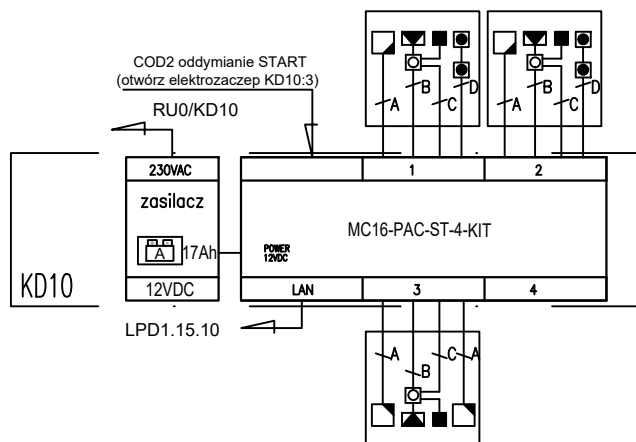 COD2 oddymianie START
(otwórz elektrozaczep KD10:3)
RU0/KD10
A
B
C
D
A
B
C
D
230VAC
1
2
zasilacz
A
17Ah
POWER
12VDC
MC16-PAC-ST-4-KIT
KD10
12VDC
LAN
3
4
LPD1.15.10
A
B
C
A